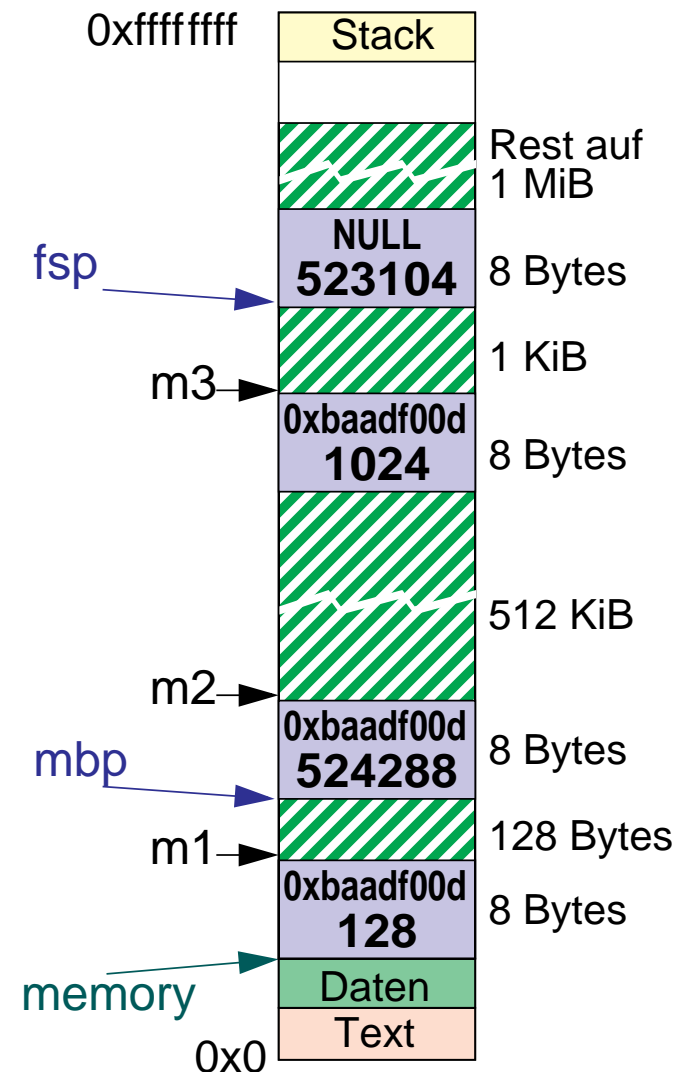 0xffffffff
Stack
Rest auf
1 MiB
NULL
523104
8 Bytes
fsp
1 KiB
m3
0xbaadf00d
1024
8 Bytes
512 KiB
m2
0xbaadf00d
524288
8 Bytes
mbp
128 Bytes
m1
0xbaadf00d
128
8 Bytes
memory
Daten
Text
0x0